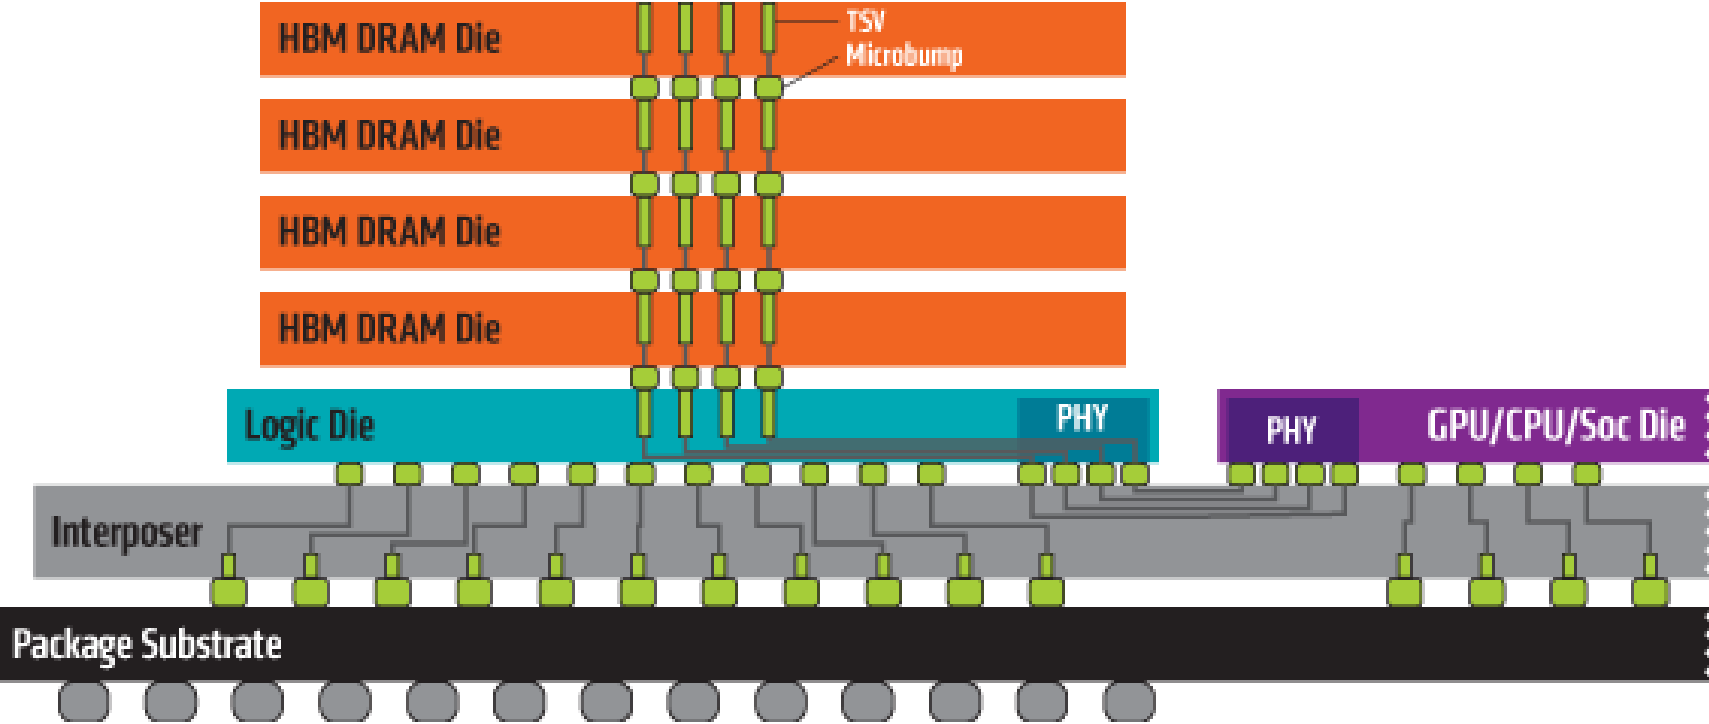 HBM DRAM Die
TSV
Microbump
HBM DRAM Die
HBM DRAM Die
HBM DRAM Die
Logic Die
PHY
PHY
GPU/CPU/Soc Die
Interposer
Package Substrate